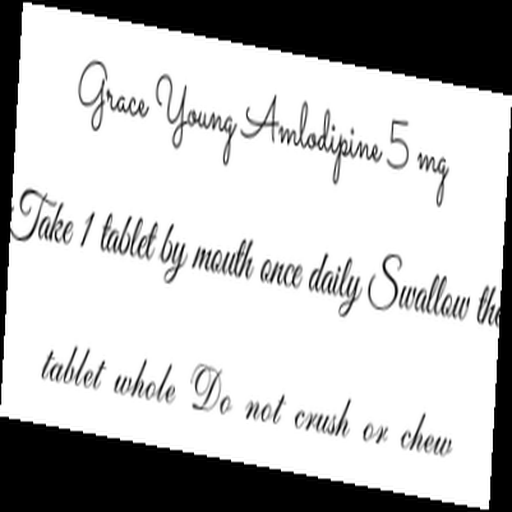 Grace Young Amlodipine 5 mg
Take 1 tablet by mouth once daily Swallow the
tablet whole Do not crush or chew